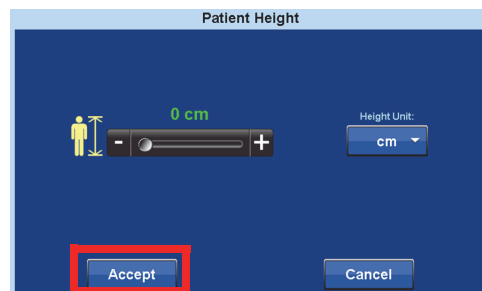 Patient Height
0 cm
Height Unit:
- +
cm
Accept
Cancel